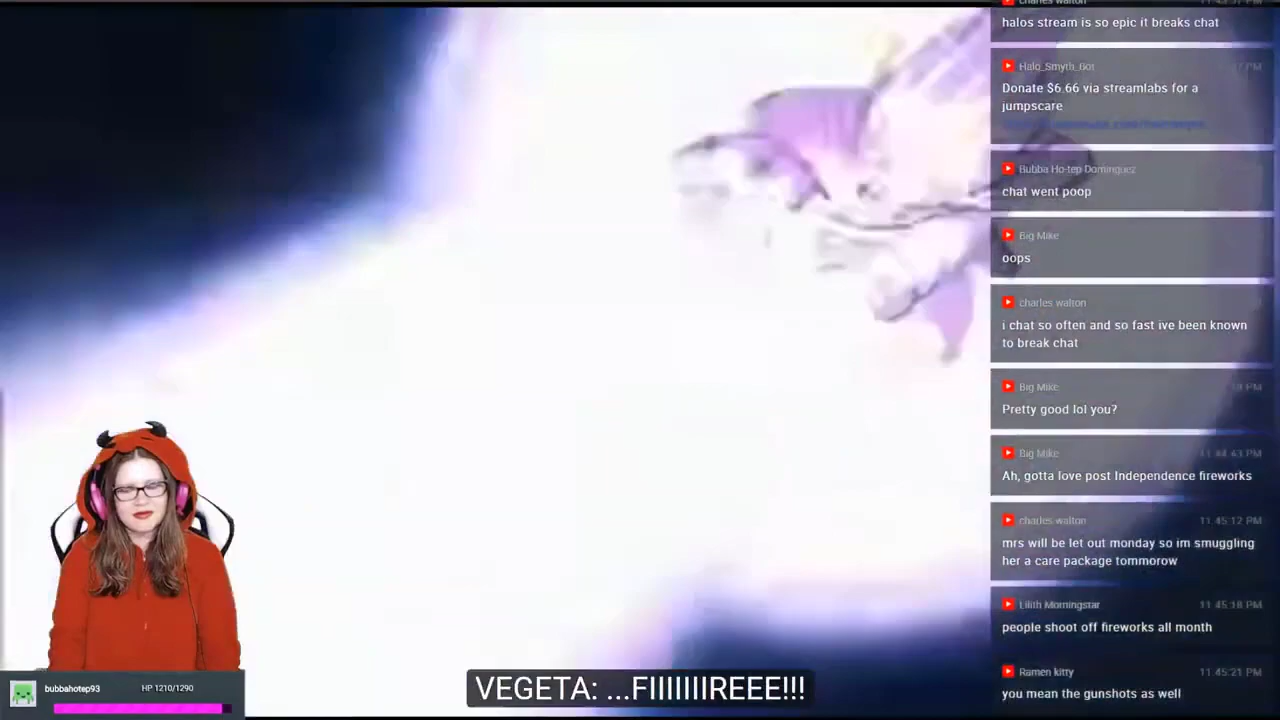 charles walton
halos stream is so epic it breaks chat
Halo_Smyth_Bot
Donate $6.66 via streamlabs for a
jumpscare
Bubba Ho-tep Dominguez
chat went poop
Big Mike
oops
charles walton
i chat so often and so fast ive been known
to break chat
Big Mike
Pretty good lol you?
Big Mike
Ah, gotta love post Independence fireworks
charles walton 11:45:12 PM
mrs will be let out monday so im smuggling
her a care package tommorow
Lilith Morningstar 11:45:18 PM
people shoot off fireworks all month
Ramen kitty 11:45:21 PM
you mean the gunshots as well
bubbahotep93 HP 1210/1290
VEGETA: ...FIIIIIIIREEE!!!